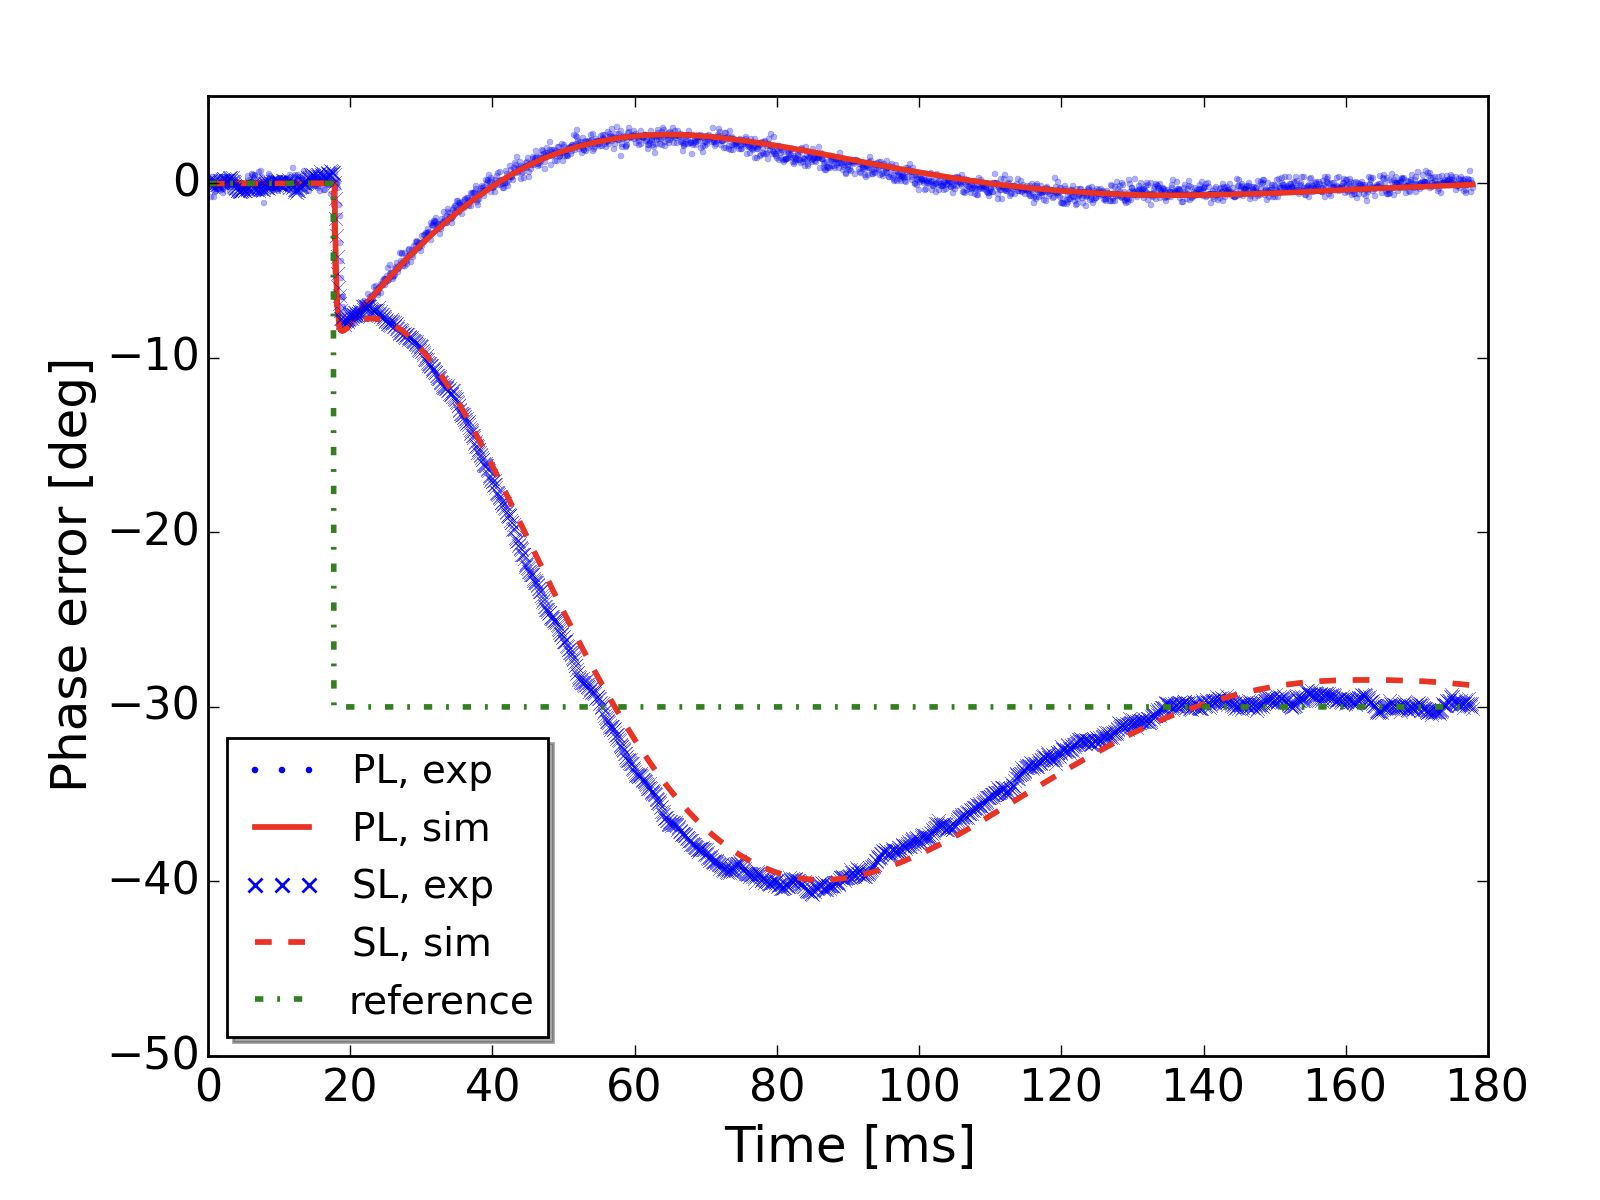 Phase error [deg]
0
−10
−20
−30
−40
−50
PL, exp
PL, sim
SL, exp
SL, sim
reference
0 20 40 60 80 100 120 140 160 180
Time [ms]